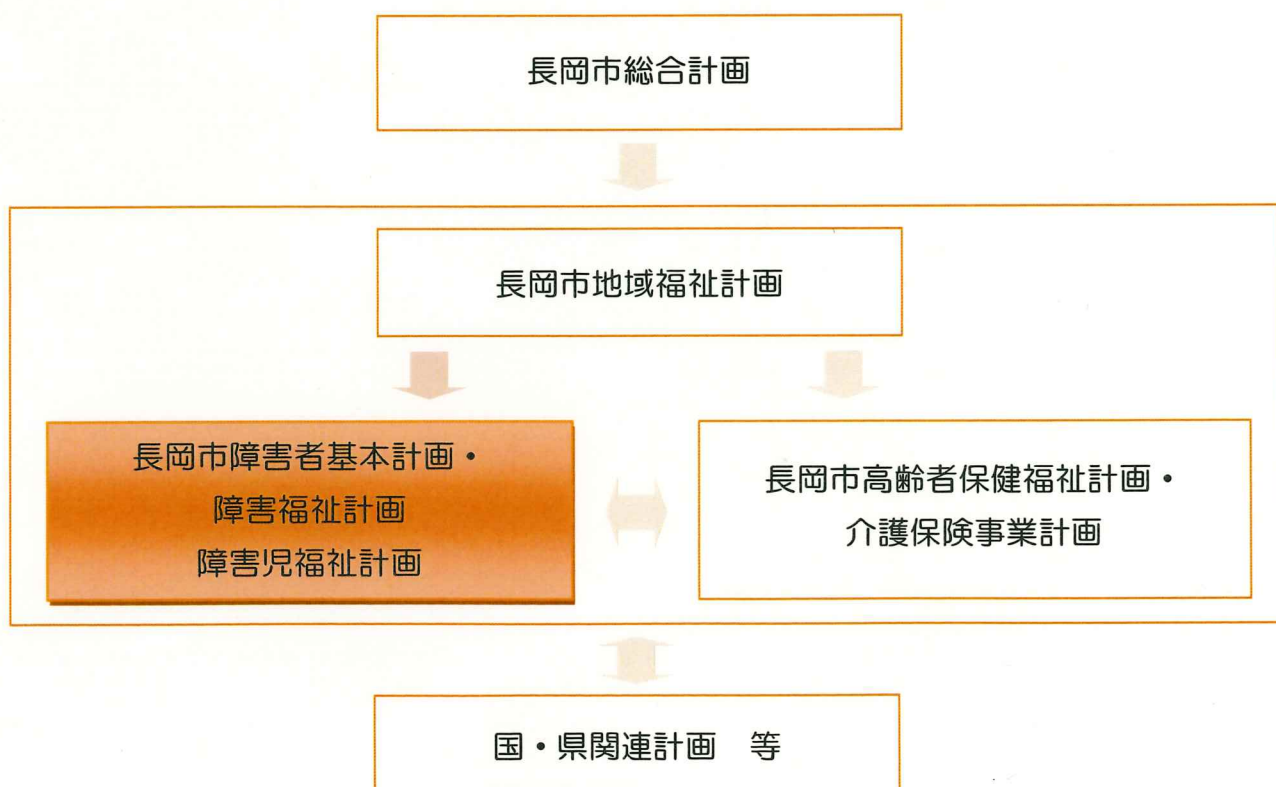 長岡市総合計画
長岡市地域福祉計画
長岡市障害者基本計画・
障害福祉計画
障害児福祉計画
長岡市高齢者保健福祉計画・
介護保険事業計画
国・県関連計画　等